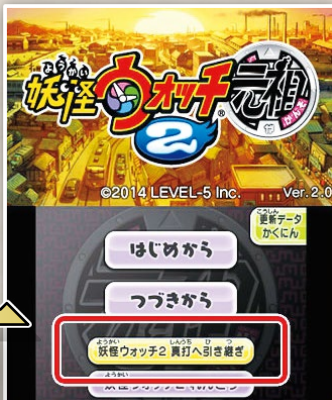 ようかい
妖怪ウォッチ2
元祖
がんそ
©2014 LEVEL-5 Inc.
Ver.2.0
こうしん
更新データ
かくにん
はじめから
つづきから
ようかい しんうち ひ つ
妖怪ウォッチ2 真打へ引き継ぎ